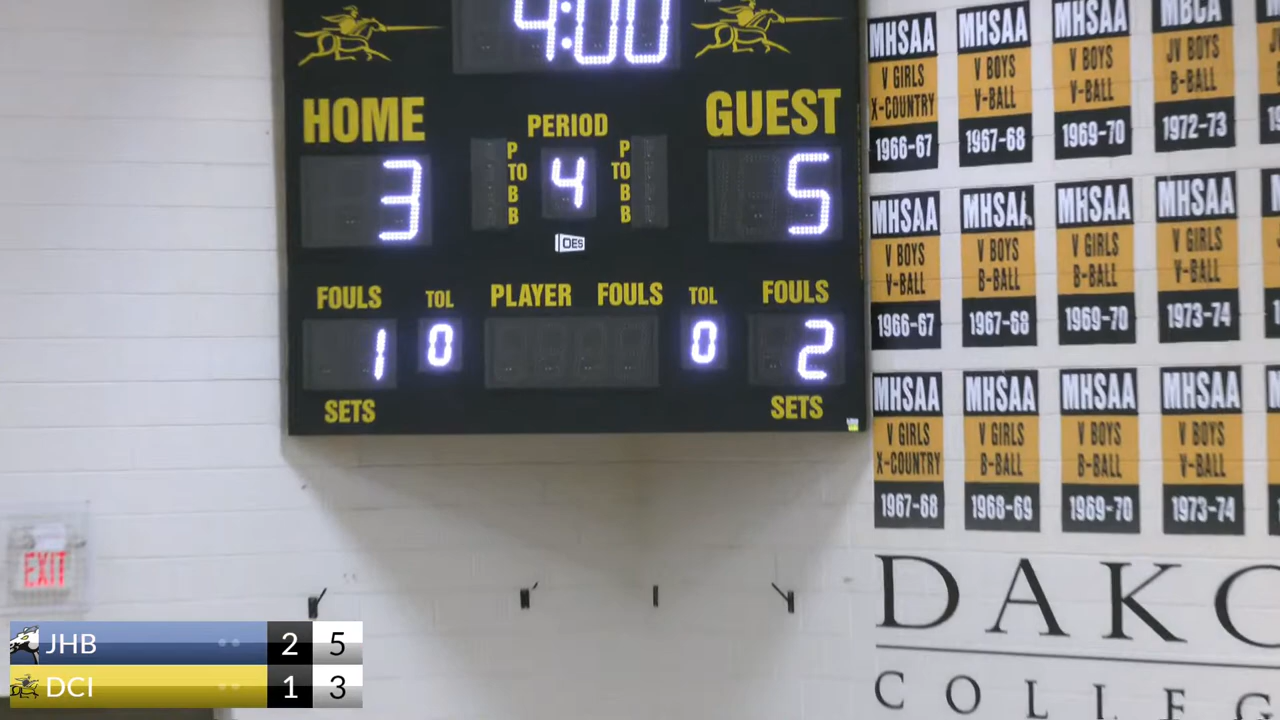 4:00
HOME
3
PERIOD
P
TO
B
B
4
P
TO
B
B
GUEST
5
OES
FOULS
1
TOL
0
PLAYER FOULS
TOL
0
FOULS
2
SETS
SETS
MHSAA
V GIRLS
X-COUNTRY
1966-67
MHSAA
V BOYS
V-BALL
1967-68
MHSAA
V BOYS
V-BALL
1969-70
MBCA
JV BOYS
B-BALL
1972-73
MHSAA
V BOYS
V-BALL
1966-67
MHSAA
V BOYS
B-BALL
1967-68
MHSAA
V GIRLS
B-BALL
1969-70
MHSAA
V GIRLS
V-BALL
1973-74
MHSAA
V GIRLS
X-COUNTRY
1967-68
MHSAA
V GIRLS
B-BALL
1968-69
MHSAA
V BOYS
B-BALL
1969-70
MHSAA
V BOYS
V-BALL
1973-74
DAKO
COLLEG
EXIT
JHB 2 5
DCI 1 3